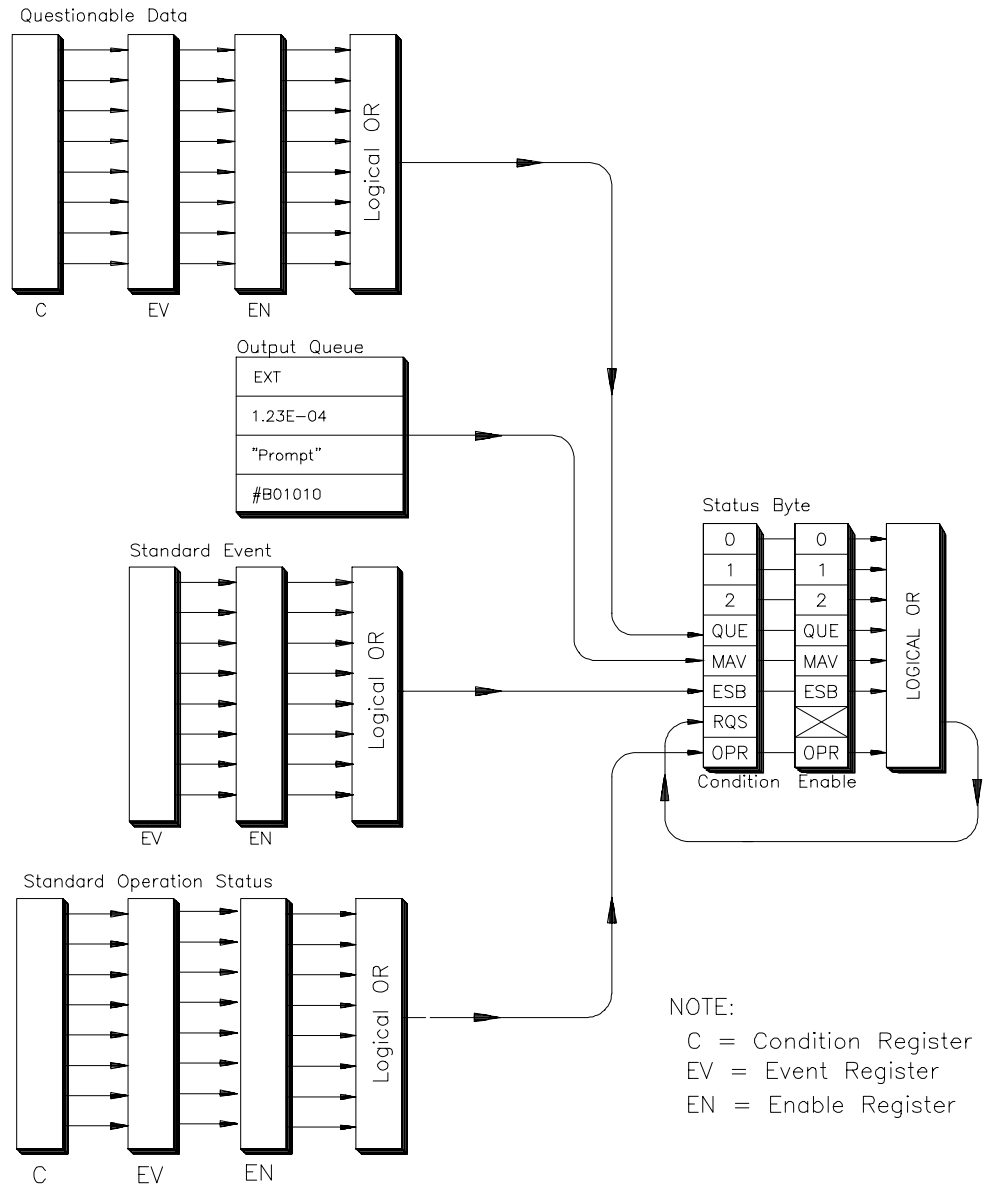 Questionable Data
Logical OR
C
EV
EN
Output Queue
EXT
1.23E-04
"Prompt"
#B01010
Standard Event
Logical OR
EV
EN
Status Byte
0 0
1 1
2 2
QUE QUE
MAV MAV
ESB ESB
RQS
OPR OPR
LOGICAL OR
Condition Enable
Standard Operation Status
Logical OR
C
EV
EN
NOTE:
C = Condition Register
EV = Event Register
EN = Enable Register